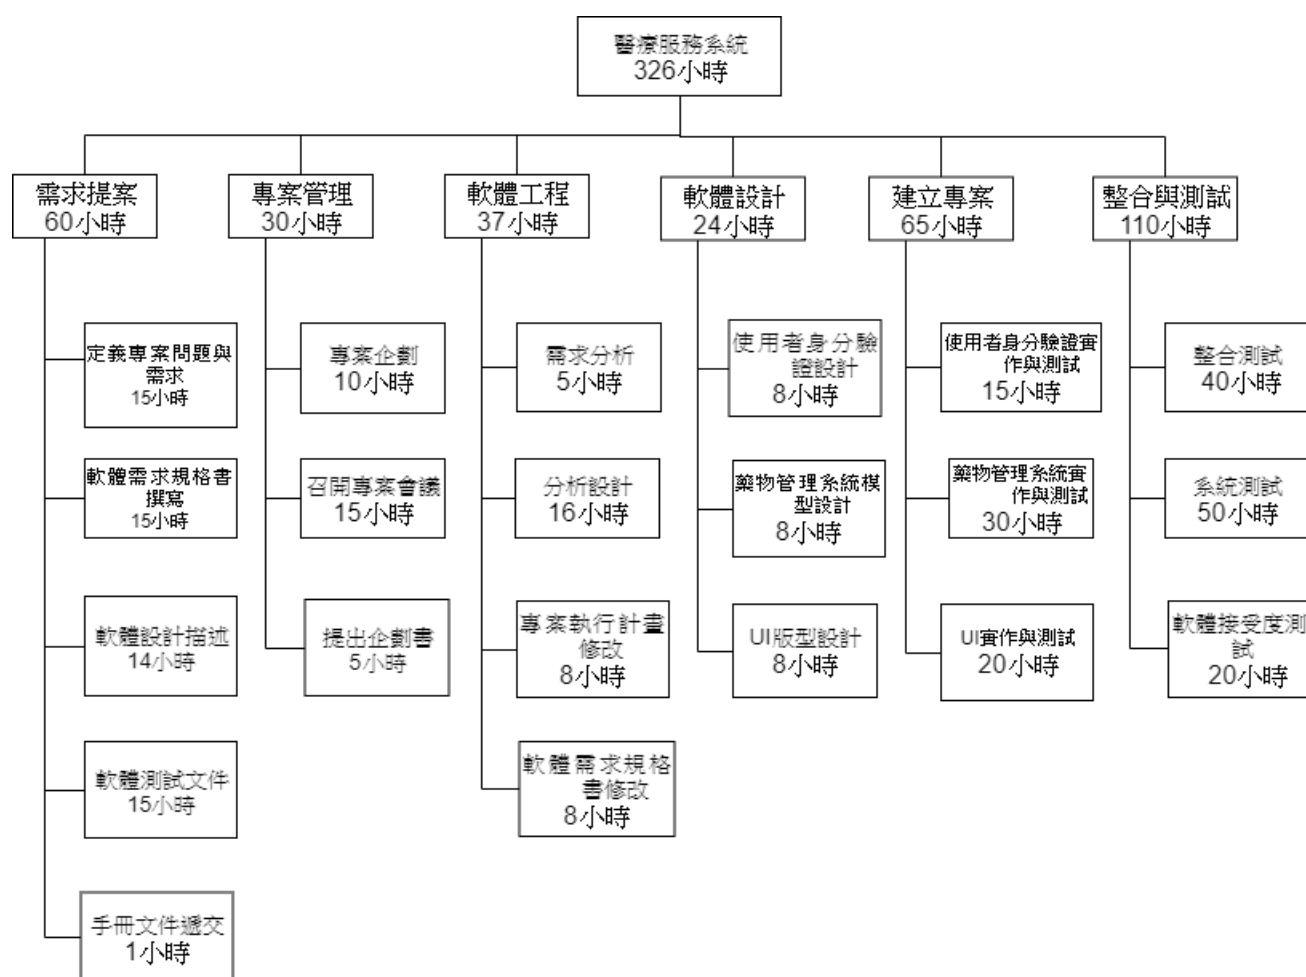 醫療服務系統
326小時
需求提案
60小時
專案管理
30小時
軟體工程
37小時
軟體設計
24小時
建立專案
65小時
整合與測試
110小時
定義專案問題與
需求
15小時
軟體需求規格書
撰寫
15小時
軟體設計描述
14小時
軟體測試文件
15小時
手冊文件遞交
1小時
專案企劃
10小時
召開專案會議
15小時
提出企劃書
5小時
需求分析
5小時
分析設計
16小時
專案執行計畫
修改
8小時
軟體需求規格
書修改
8小時
使用者身分驗
證設計
8小時
藥物管理系統模
型設計
8小時
UI版型設計
8小時
使用者身分驗證實
作與測試
15小時
藥物管理系統實
作與測試
30小時
UI實作與測試
20小時
整合測試
40小時
系統測試
50小時
軟體接受度測
試
20小時